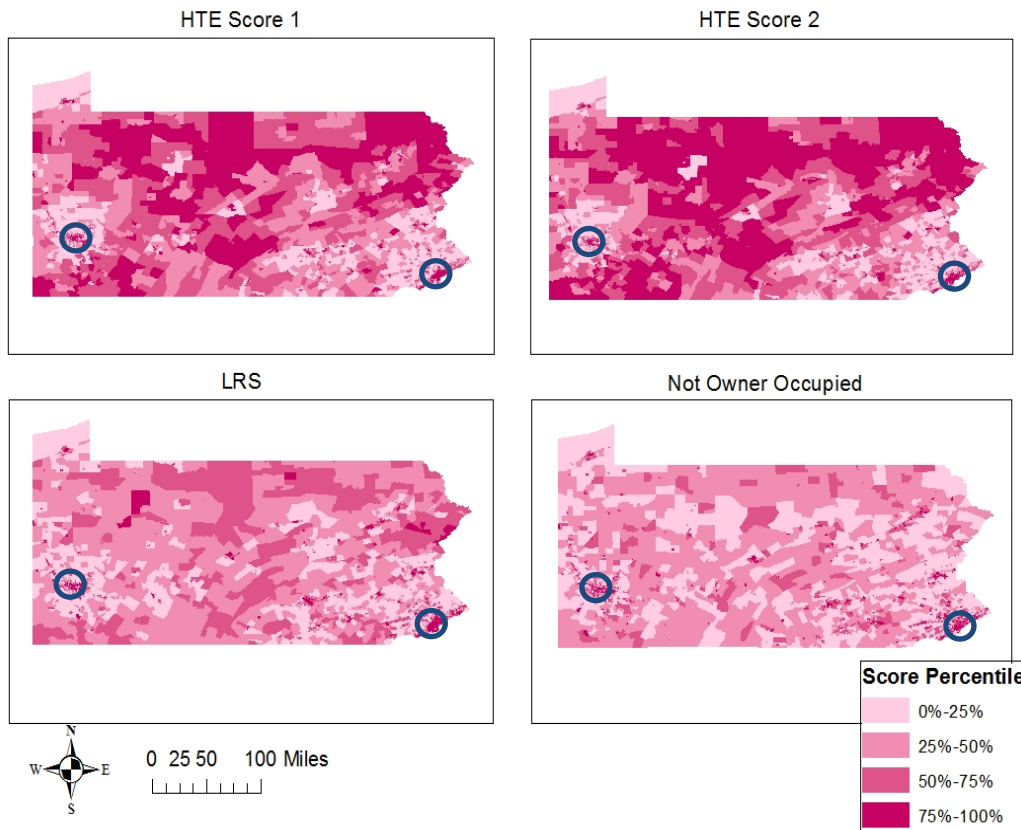 HTE Score 1
HTE Score 2
LRS
Not Owner Occupied
N
W E
S
0 25 50 100 Miles
Score Percentile
0%-25%
25%-50%
50%-75%
75%-100%